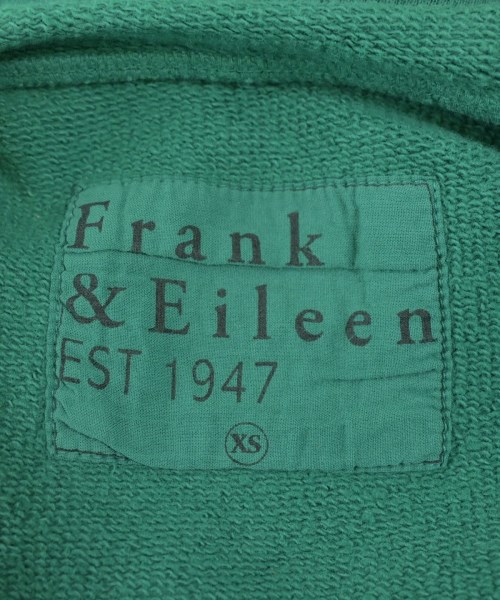 Frank
& Eileen
EST 1947
XS